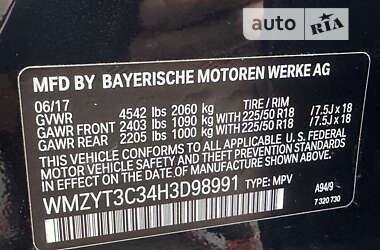 auto RIA
MFD BY BAYERISCHE MOTOREN WERKE AG
06/17 TIRE / RIM
GVWR 4542 lbs 2060 kg
GAWR FRONT 2403 lbs 1090 kg WITH 225/50 R18 /7.5J x 18
GAWR REAR 2205 lbs 1000 kg WITH 225/50 R18 /7.5J x 18
THIS VEHICLE CONFORMS TO ALL APPLICABLE U.S. FEDERAL
MOTOR VEHICLE SAFETY, BUMPER, AND THEFT PREVENTION
STANDARDS IN EFFECT ON THE DATE OF MANUFACTURE SHOWN ABOVE.
WMZYT3C34H3D98991 TYPE: MPV A94/9
7 320 730